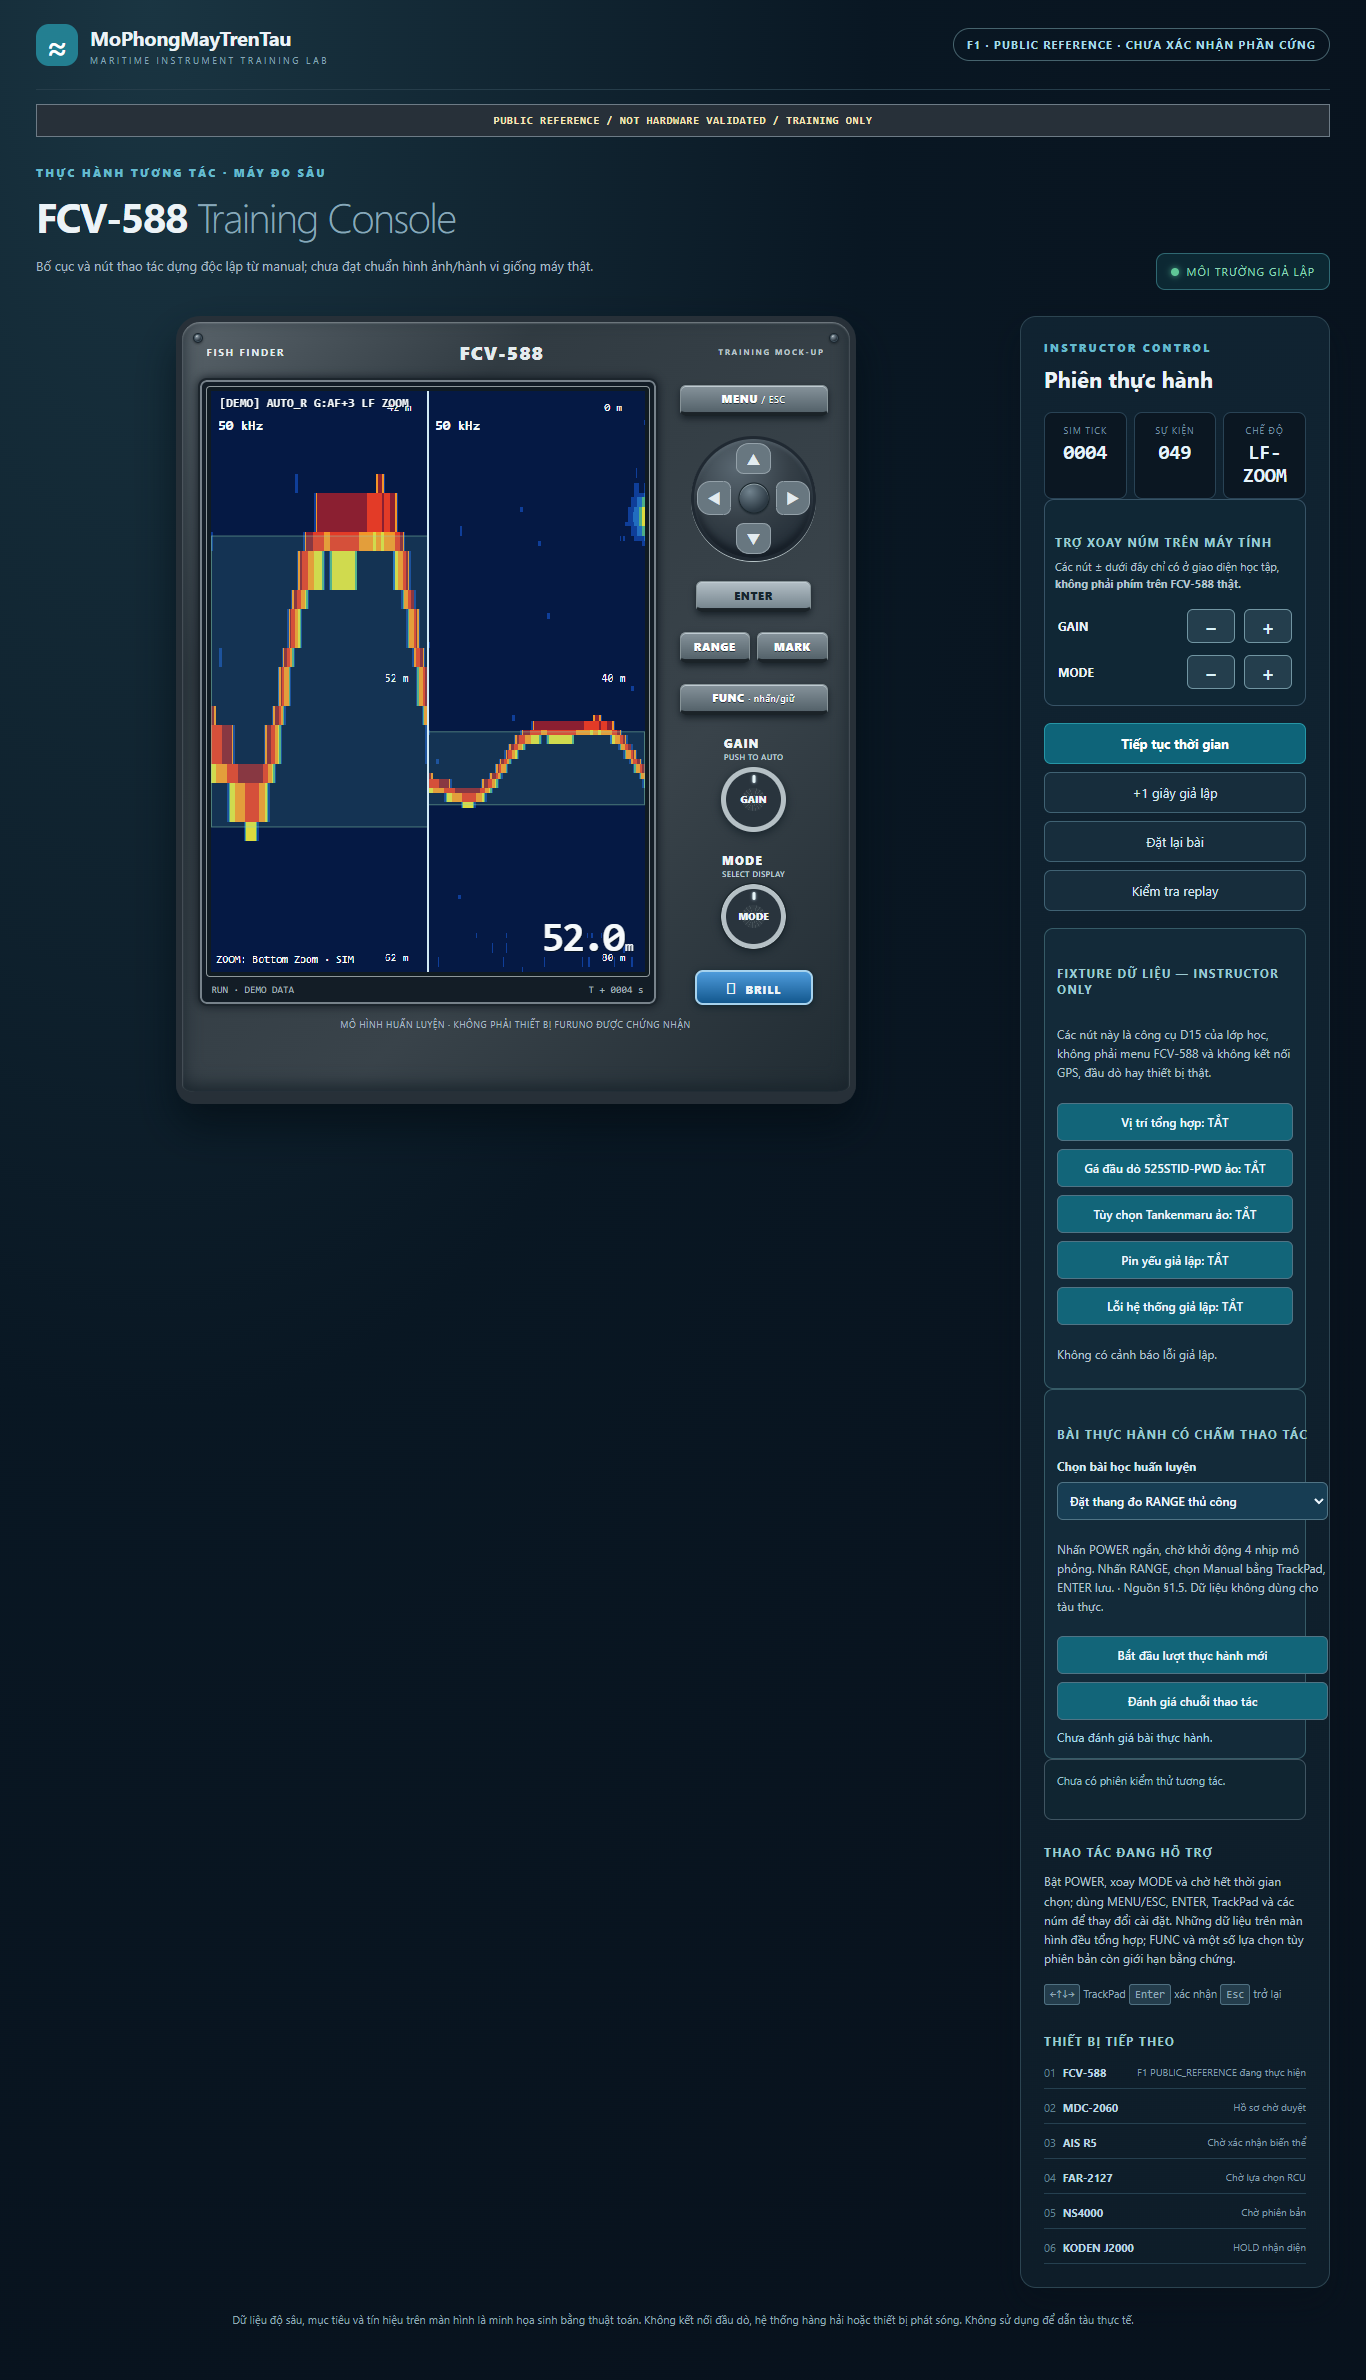 ≈
MoPhongMayTrenTau
MARITIME INSTRUMENT TRAINING LAB
F1 · PUBLIC REFERENCE · CHƯA XÁC NHẬN PHẦN CỨNG
PUBLIC REFERENCE / NOT HARDWARE VALIDATED / TRAINING ONLY
THỰC HÀNH TƯƠNG TÁC · MÁY ĐO SÂU
FCV-588 Training Console
Bố cục và nút thao tác dựng độc lập từ manual; chưa đạt chuẩn hình ảnh/hành vi giống máy thật.
MÔI TRƯỜNG GIẢ LẬP
FISH FINDER
FCV-588
TRAINING MOCK-UP
[DEMO] AUTO_R G:AF+3 LF ZOOM
42 m
0 m
50 kHz
50 kHz
52 m
40 m
52.0m
ZOOM: Bottom Zoom · SIM
62 m
80 m
RUN · DEMO DATA
T + 0004 s
MENU / ESC
▲
◀
▶
▼
ENTER
RANGE
MARK
FUNC · nhấn/giữ
GAIN
PUSH TO AUTO
GAIN
MODE
SELECT DISPLAY
MODE
BRILL
MÔ HÌNH HUẤN LUYỆN · KHÔNG PHẢI THIẾT BỊ FURUNO ĐƯỢC CHỨNG NHẬN
INSTRUCTOR CONTROL
Phiên thực hành
SIM TICK
0004
SỰ KIỆN
049
CHẾ ĐỘ
LF-
ZOOM
TRỢ XOAY NÚM TRÊN MÁY TÍNH
Các nút ± dưới đây chỉ có ở giao diện học tập,
không phải phím trên FCV-588 thật.
GAIN
−
+
MODE
−
+
Tiếp tục thời gian
+1 giây giả lập
Đặt lại bài
Kiểm tra replay
FIXTURE DỮ LIỆU — INSTRUCTOR
ONLY
Các nút này là công cụ D15 của lớp học,
không phải menu FCV-588 và không kết nối
GPS, đầu dò hay thiết bị thật.
Vị trí tổng hợp: TẮT
Gá đầu dò 525STID-PWD ảo: TẮT
Tùy chọn Tankenmaru ảo: TẮT
Pin yếu giả lập: TẮT
Lỗi hệ thống giả lập: TẮT
Không có cảnh báo lỗi giả lập.
BÀI THỰC HÀNH CÓ CHẤM THAO TÁC
Chọn bài học huấn luyện
Đặt thang đo RANGE thủ công
Nhấn POWER ngắn, chờ khởi động 4 nhịp mô
phỏng. Nhấn RANGE, chọn Manual bằng TrackPad,
ENTER lưu. · Nguồn §1.5. Dữ liệu không dùng cho
tàu thực.
Bắt đầu lượt thực hành mới
Đánh giá chuỗi thao tác
Chưa đánh giá bài thực hành.
Chưa có phiên kiểm thử tương tác.
THAO TÁC ĐANG HỖ TRỢ
Bật POWER, xoay MODE và chờ hết thời gian
chọn; dùng MENU/ESC, ENTER, TrackPad và các
núm để thay đổi cài đặt. Những dữ liệu trên màn
hình đều tổng hợp; FUNC và một số lựa chọn tùy
phiên bản còn giới hạn bằng chứng.
←↑↓→ TrackPad Enter xác nhận Esc trở lại
THIẾT BỊ TIẾP THEO
01 FCV-588 F1 PUBLIC_REFERENCE đang thực hiện
02 MDC-2060 Hồ sơ chờ duyệt
03 AIS R5 Chờ xác nhận biến thể
04 FAR-2127 Chờ lựa chọn RCU
05 NS4000 Chờ phiên bản
06 KODEN J2000 HOLD nhận diện
Dữ liệu độ sâu, mục tiêu và tín hiệu trên màn hình là minh họa sinh bằng thuật toán. Không kết nối đầu dò, hệ thống hàng hải hoặc thiết bị phát sóng. Không sử dụng để dẫn tàu thực tế.